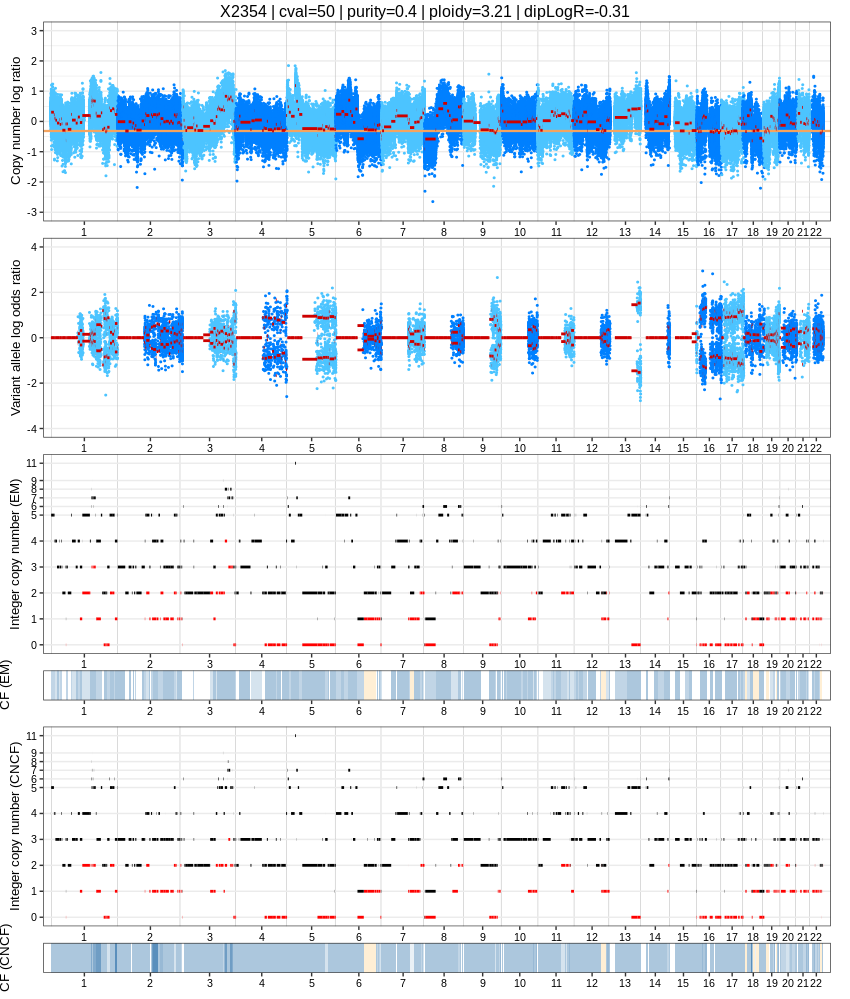 X2354 | cval=50 | purity=0.4 | ploidy=3.21 | dipLogR=-0.31
Copy number log ratio
3
2
1
0
-1
-2
-3
1 2 3 4 5 6 7 8 9 10 11 12 13 14 15 16 17 18 19 20 21 22
Variant allele log odds ratio
4
2
0
-2
-4
1 2 3 4 5 6 7 8 9 10 11 12 13 14 15 16 17 18 19 20 21 22
Integer copy number (EM)
11
9
8
7
6
5
4
3
2
1
0
1 2 3 4 5 6 7 8 9 10 11 12 13 14 15 16 17 18 19 20 21 22
CF (EM)
1 2 3 4 5 6 7 8 9 10 11 12 13 14 15 16 17 18 19 20 21 22
Integer copy number (CNCF)
11
9
8
7
6
5
4
3
2
1
0
1 2 3 4 5 6 7 8 9 10 11 12 13 14 15 16 17 18 19 20 21 22
CF (CNCF)
1 2 3 4 5 6 7 8 9 10 11 12 13 14 15 16 17 18 19 20 21 22